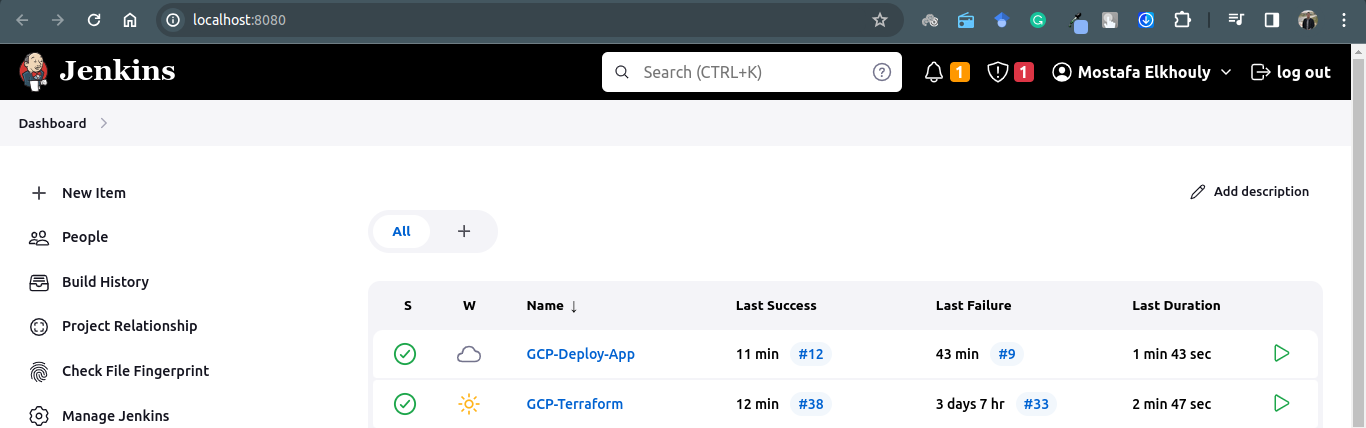 localhost:8080
Jenkins
Search (CTRL+K)
?
1
1
Mostafa Elkhouly
log out
Dashboard
New Item
Add description
People
All
+
Build History
S W Name ↓ Last Success Last Failure Last Duration
Project Relationship
GCP-Deploy-App 11 min #12 43 min #9 1 min 43 sec
Check File Fingerprint
GCP-Terraform 12 min #38 3 days 7 hr #33 2 min 47 sec
Manage Jenkins